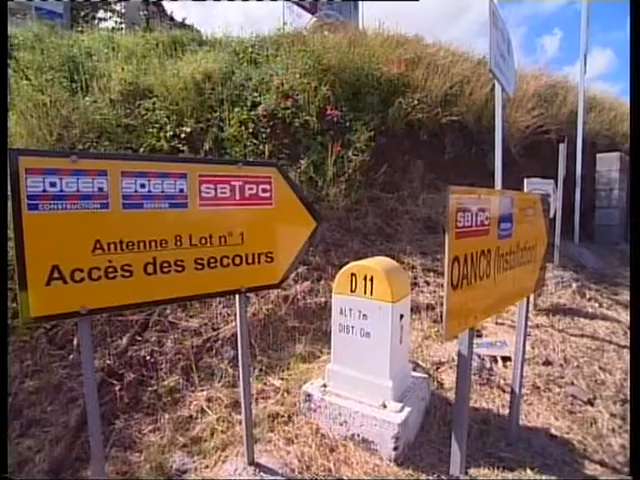 SOGEA
CONSTRUCTION
SOGEA
SBTPC
Antenne 8 Lot n° 1
Accès des secours
D 11
ALT: 7m
DIST: 0m
SBTPC
OANC8 (Installation)